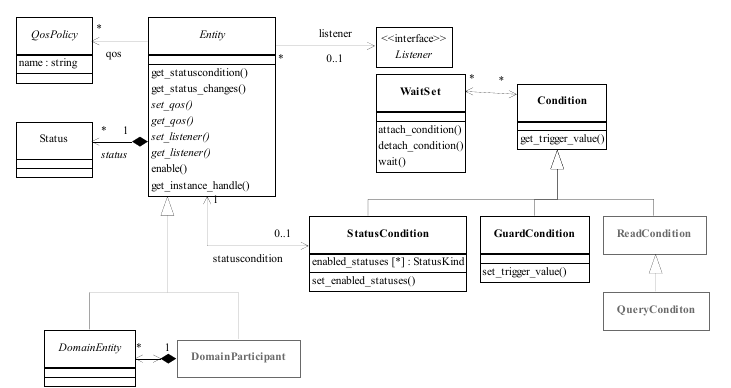 QosPolicy
name : string
*
qos
Entity
get_statuscondition()
get_status_changes()
set_qos()
get_qos()
set_listener()
get_listener()
enable()
get_instance_handle()
listener
*
0..1
<<interface>>
Listener
WaitSet
attach_condition()
detach_condition()
wait()
*
*
Condition
get_trigger_value()
Status
*
1
status
1
0..1
statuscondition
StatusCondition
enabled_statuses [*] : StatusKind
set_enabled_statuses()
GuardCondition
set_trigger_value()
ReadCondition
QueryConditon
DomainEntity
*
1
DomainParticipant